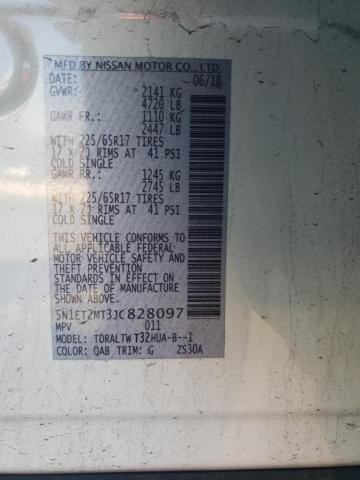 MFD BY NISSAN MOTOR CO., LTD.
DATE: 06/18
GVWR: 2141 KG
4720 LB
GAWR FR.: 1110 KG
2447 LB
WITH 225/65R17 TIRES
17 X 7J RIMS AT 41 PSI
COLD SINGLE
GAWR RR.: 1245 KG
2745 LB
WITH 225/65R17 TIRES
17 X 7J RIMS AT 41 PSI
COLD SINGLE
THIS VEHICLE CONFORMS TO
ALL APPLICABLE FEDERAL
MOTOR VEHICLE SAFETY AND
THEFT PREVENTION STANDARDS
IN EFFECT ON THE DATE OF
MANUFACTURE SHOWN ABOVE
5N1ET2MT3JC828097
MPV 011
MODEL: TDRALTW T32HUA-B--1
COLOR: QAB TRIM: G ZS30A